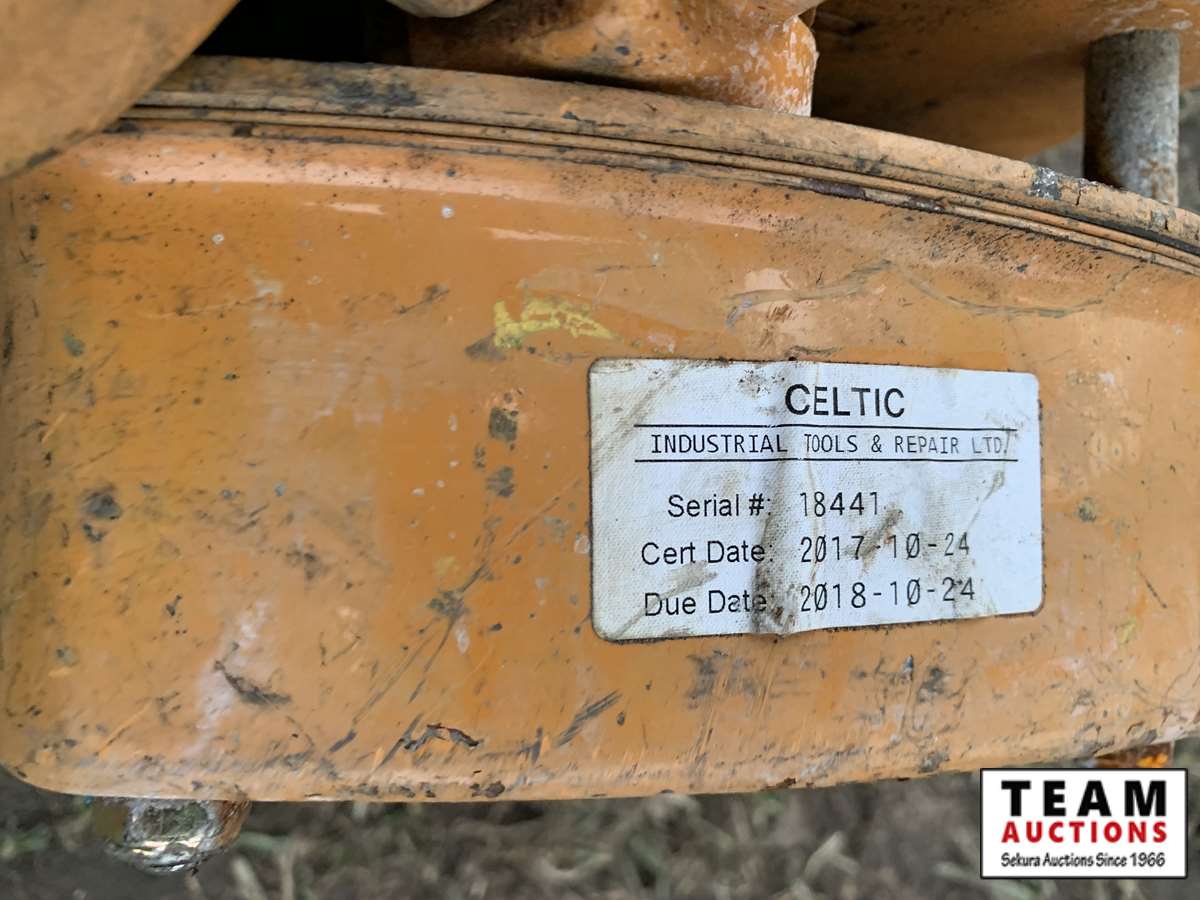 CELTIC
INDUSTRIAL TOOLS & REPAIR LTD.
Serial #: 18441
Cert Date: 2017-10-24
Due Date: 2018-10-24
TEAM
AUCTIONS
Sekura Auctions Since 1966